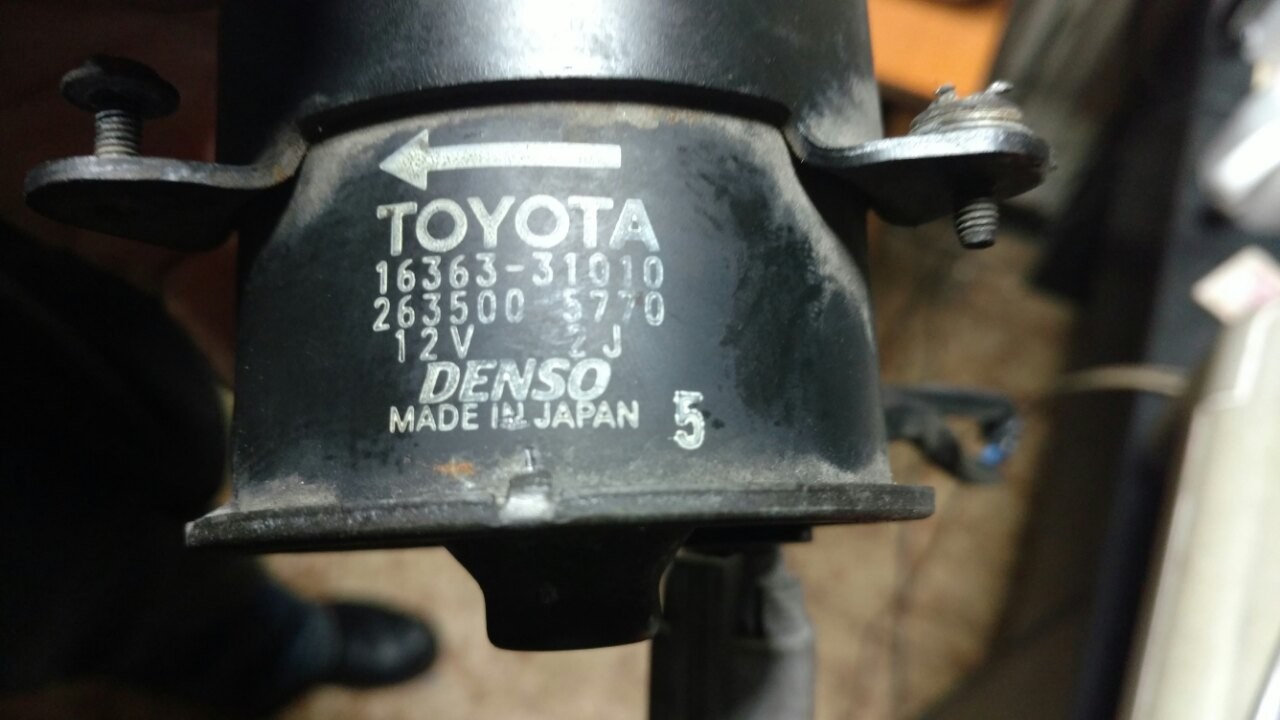 TOYOTA
16363-31010
263500 5770
12V 2J
DENSO
MADE IN JAPAN
5